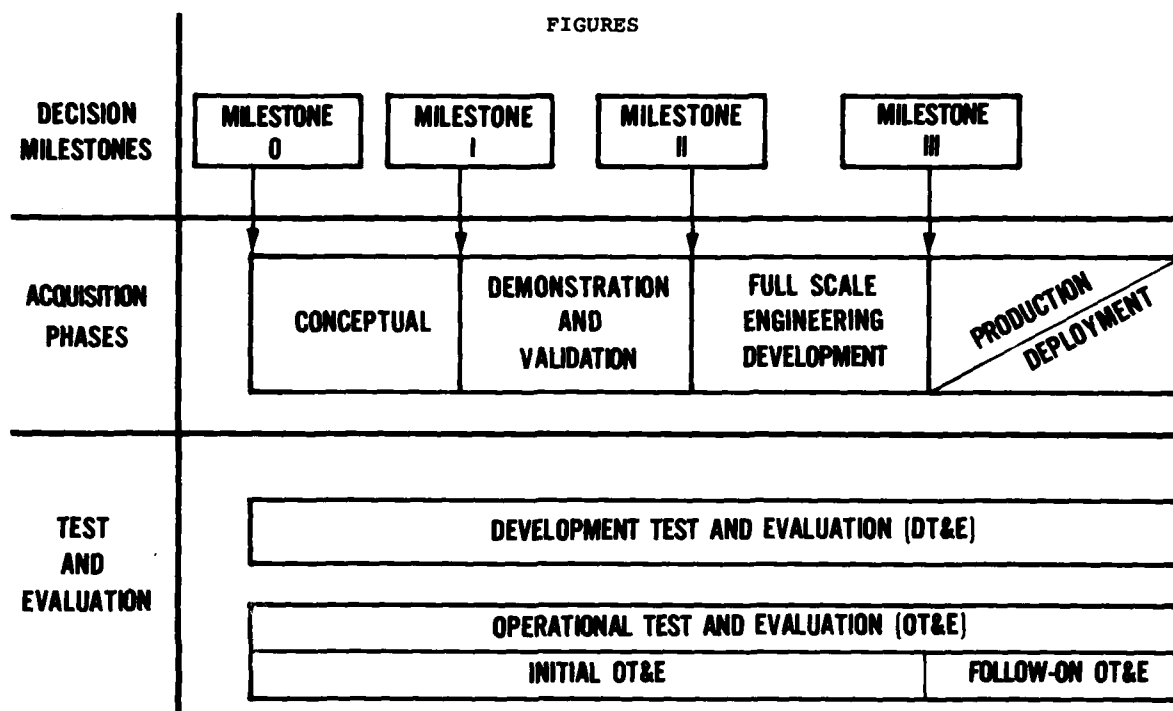 FIGURES
DECISION
MILESTONES
MILESTONE
0
MILESTONE
I
MILESTONE
II
MILESTONE
III
ACQUISITION
PHASES
CONCEPTUAL
DEMONSTRATION
AND
VALIDATION
FULL SCALE
ENGINEERING
DEVELOPMENT
PRODUCTION
DEPLOYMENT
TEST
AND
EVALUATION
DEVELOPMENT TEST AND EVALUATION (DT&E)
OPERATIONAL TEST AND EVALUATION (OT&E)
INITIAL OT&E
FOLLOW-ON OT&E